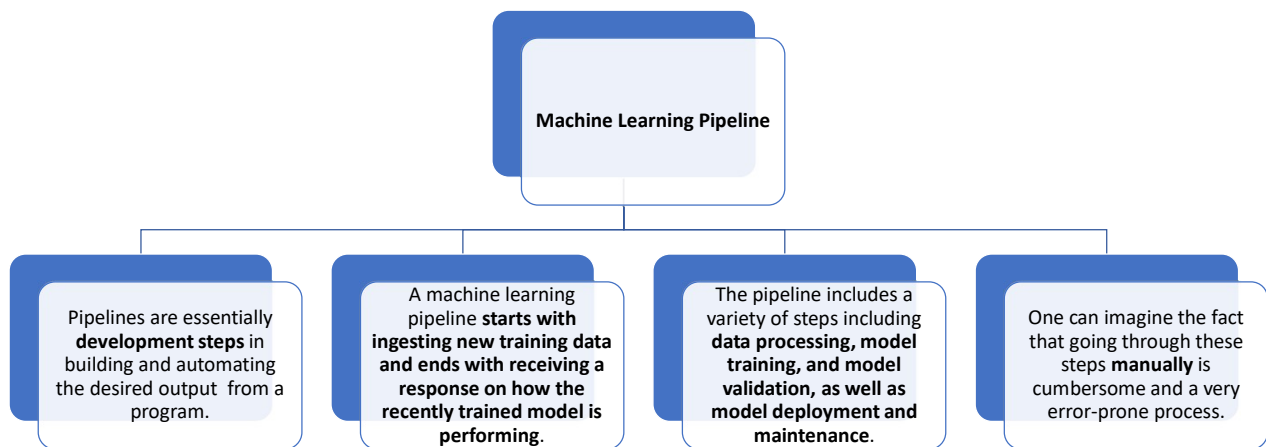 Machine Learning Pipeline
Pipelines are essentially
development steps in
building and automating
the desired output from a
program.
A machine learning
pipeline starts with
ingesting new training data
and ends with receiving a
response on how the
recently trained model is
performing.
The pipeline includes a
variety of steps including
data processing, model
training, and model
validation, as well as
model deployment and
maintenance.
One can imagine the fact
that going through these
steps manually is
cumbersome and a very
error-prone process.